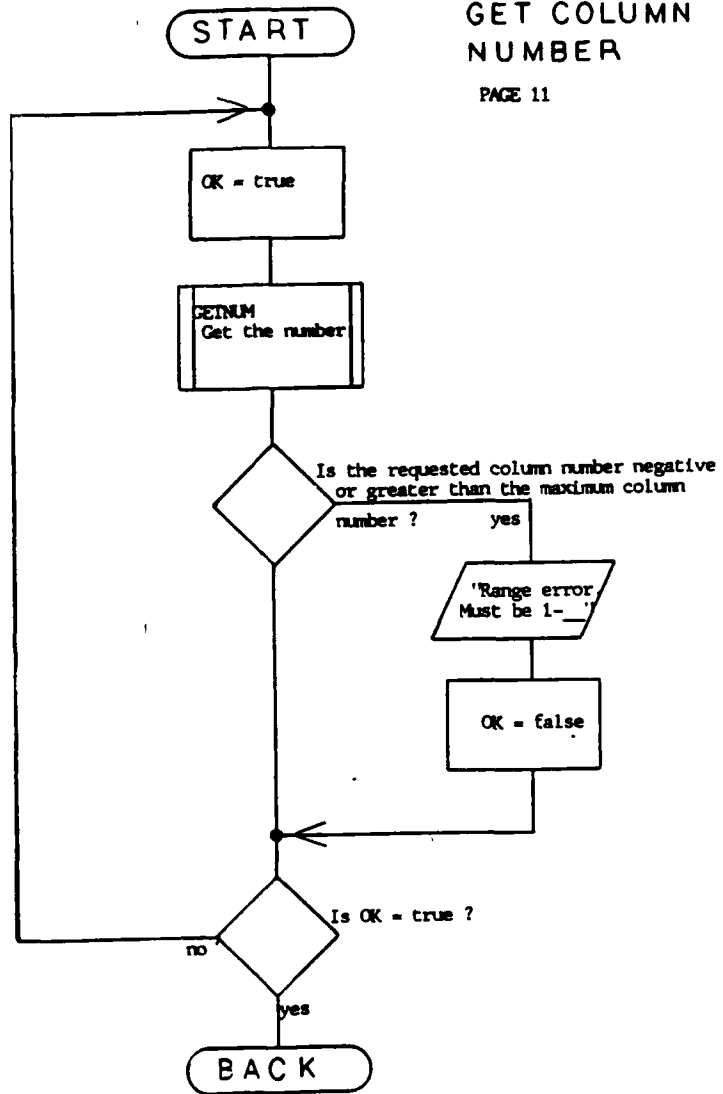 GET COLUMN
NUMBER
PAGE 11
START
OK = true
GETNUM
Get the number
Is the requested column number negative
or greater than the maximum column
number ?
yes
"Range error
Must be 1-__"
OK = false
Is OK = true ?
no
yes
BACK